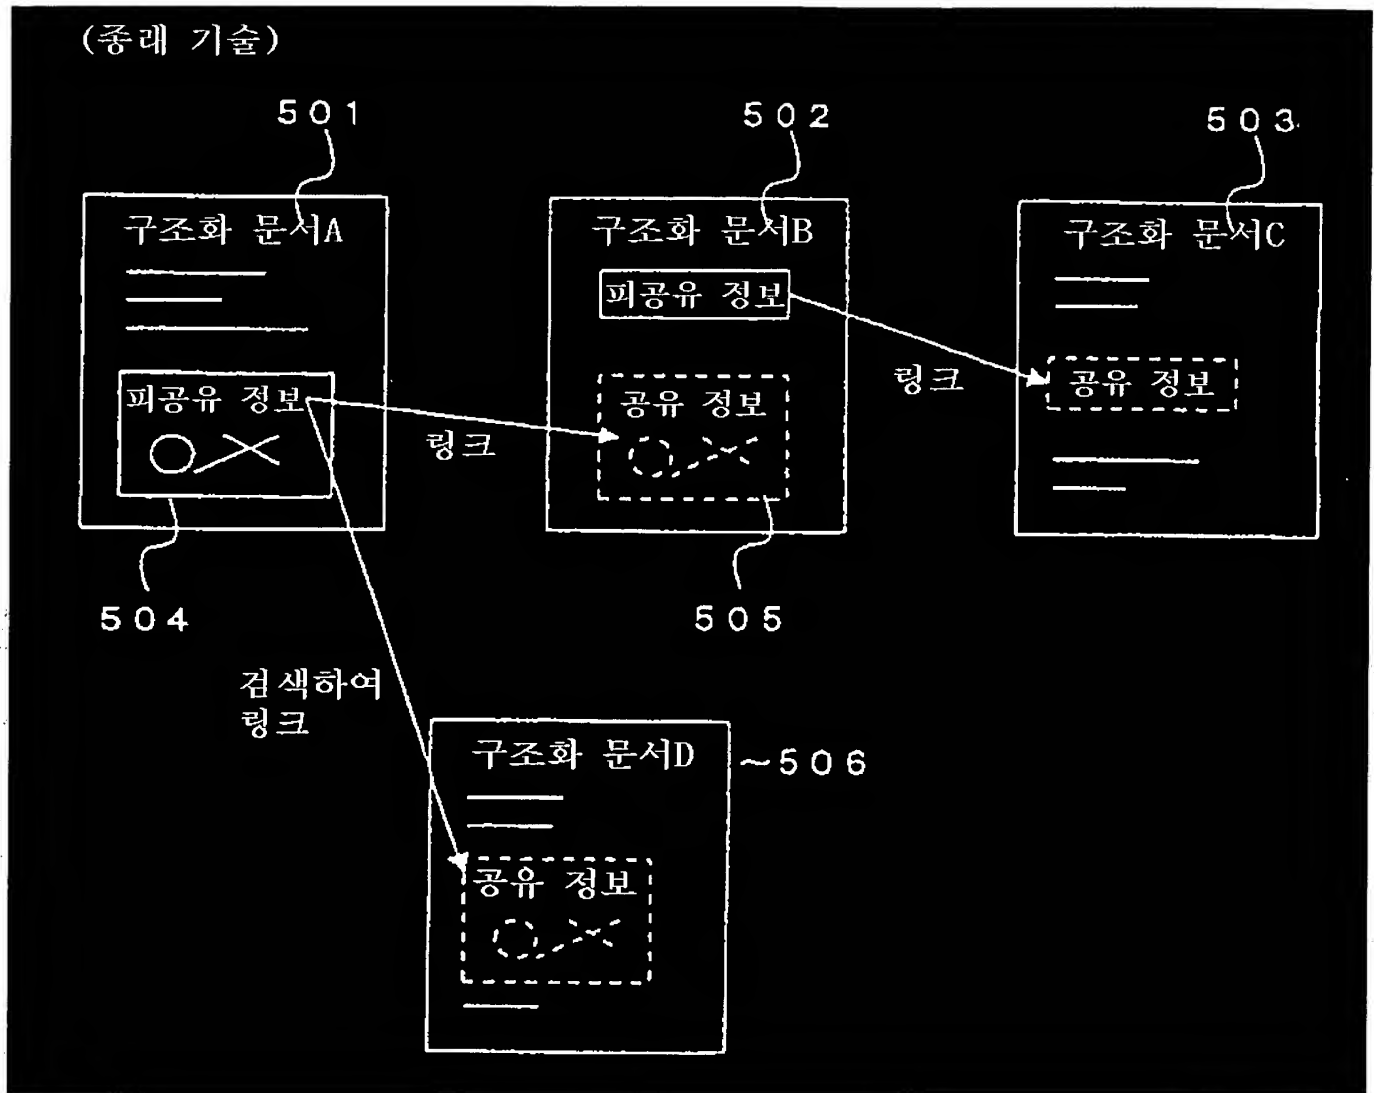 (종래 기술)
501
502
503
구조화 문서A
구조화 문서B
구조화 문서C
피공유 정보
링크
공유 정보
피공유 정보
링크
공유 정보
504
505
검색하여
링크
구조화 문서D
~506
공유 정보